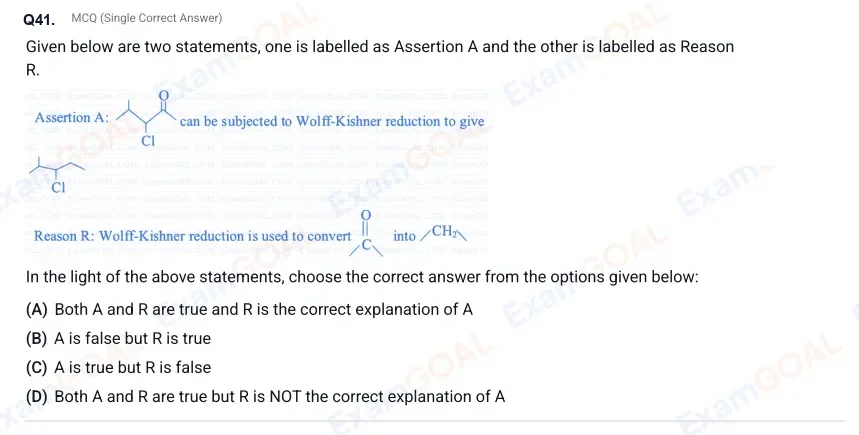 Q41. MCQ (Single Correct Answer)
Given below are two statements, one is labelled as Assertion A and the other is labelled as Reason
R.
O
Assertion A: can be subjected to Wolff-Kishner reduction to give
Cl
Cl
O
Reason R: Wolff-Kishner reduction is used to convert C into CH₂
In the light of the above statements, choose the correct answer from the options given below:
(A) Both A and R are true and R is the correct explanation of A
(B) A is false but R is true
(C) A is true but R is false
(D) Both A and R are true but R is NOT the correct explanation of A
ExamGOAL